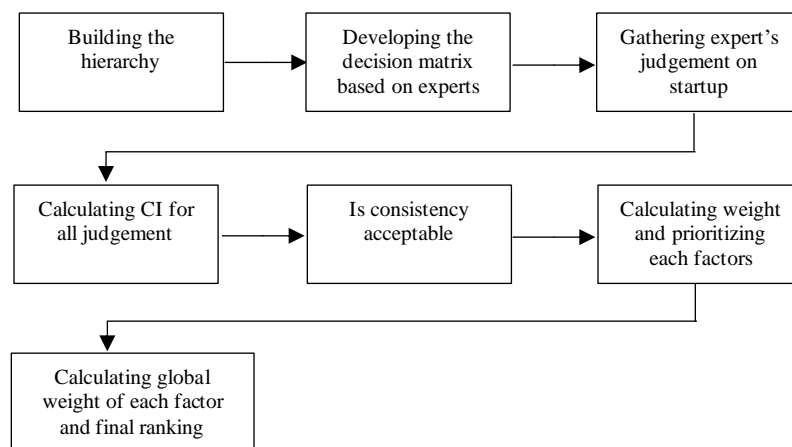 Building the
hierarchy
Developing the
decision matrix
based on experts
Gathering expert’s
judgement on
startup
Calculating CI for
all judgement
Is consistency
acceptable
Calculating weight
and prioritizing
each factors
Calculating global
weight of each factor
and final ranking